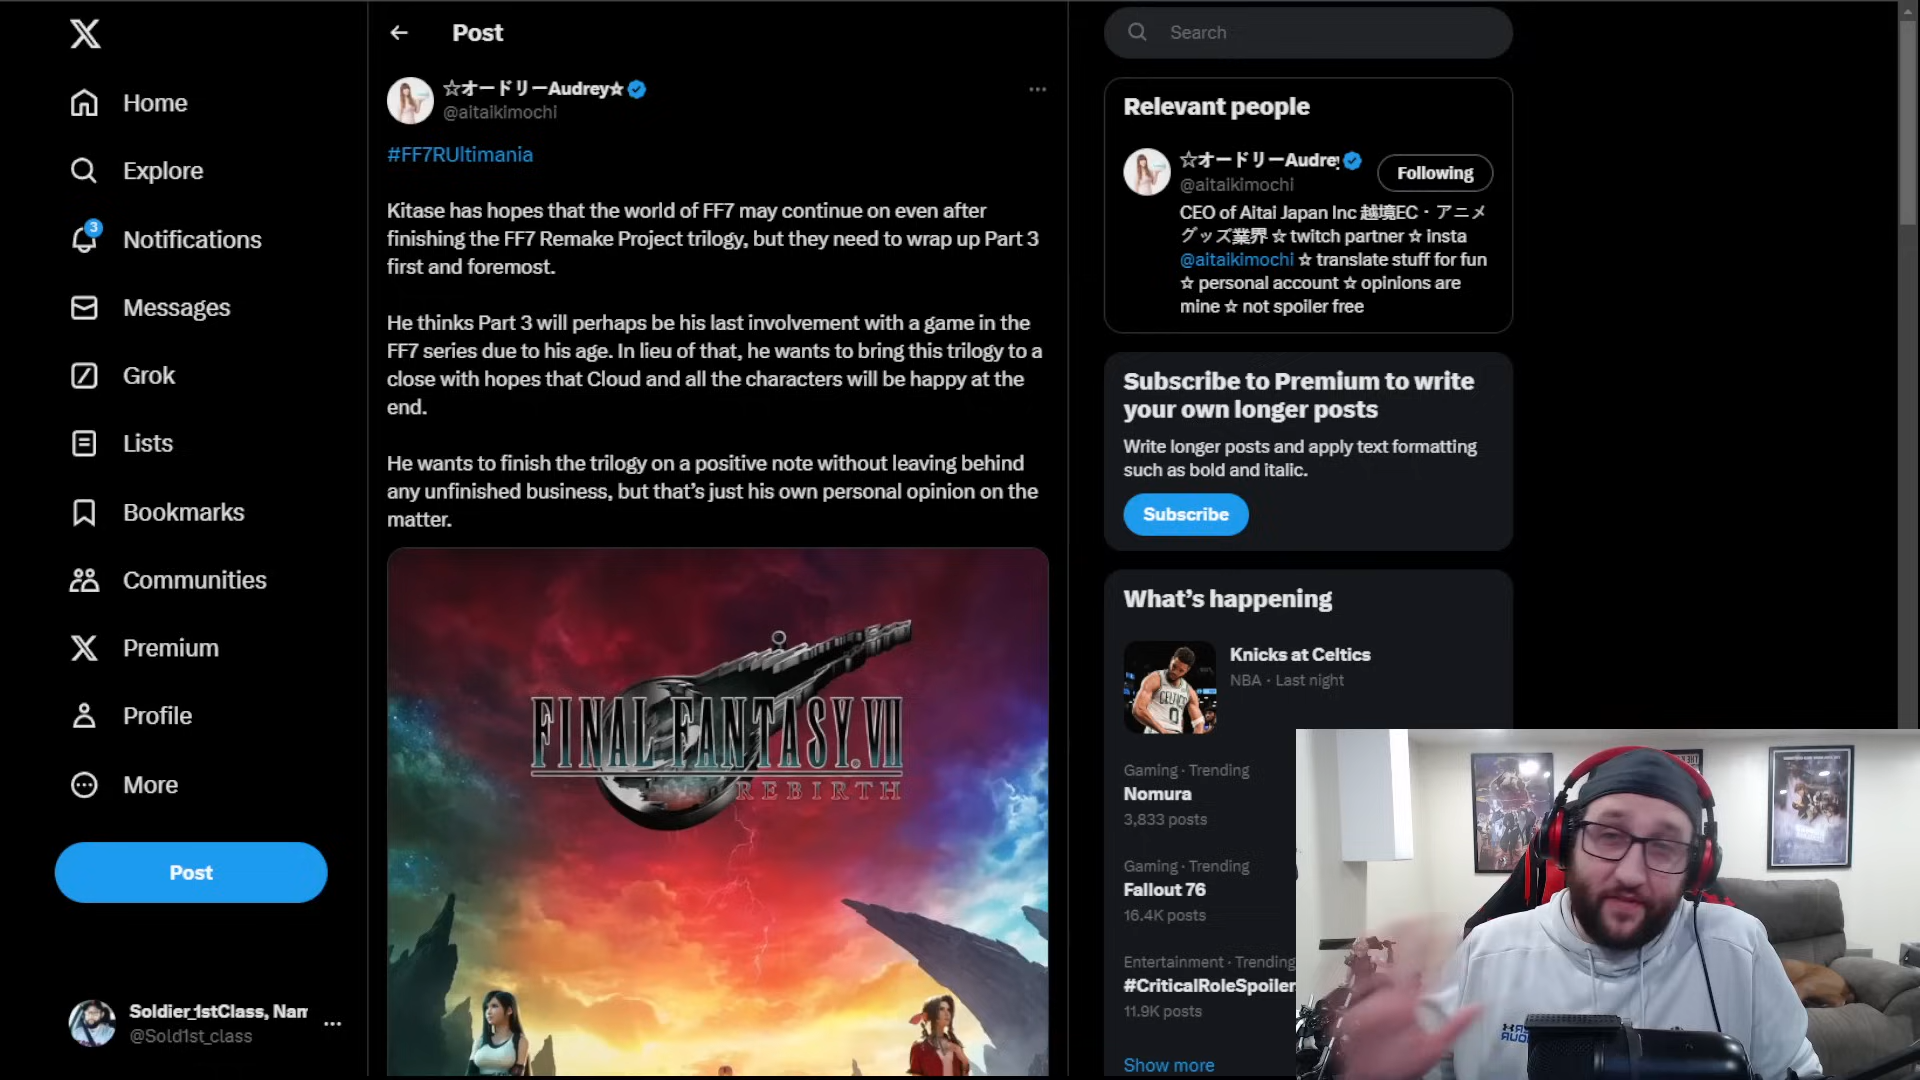 Home
Explore
3
Notifications
Messages
Grok
Lists
Bookmarks
Communities
Premium
Profile
More
Post
Soldier_1stClass, Nam
@Sold1st_class
Post
☆オードリーAudrey☆
@aitaikimochi
#FF7RUltimania
Kitase has hopes that the world of FF7 may continue on even after
finishing the FF7 Remake Project trilogy, but they need to wrap up Part 3
first and foremost.
He thinks Part 3 will perhaps be his last involvement with a game in the
FF7 series due to his age. In lieu of that, he wants to bring this trilogy to a
close with hopes that Cloud and all the characters will be happy at the
end.
He wants to finish the trilogy on a positive note without leaving behind
any unfinished business, but that’s just his own personal opinion on the
matter.
FINAL FANTASY VII
REBIRTH
Search
Relevant people
☆オードリーAudrey
@aitaikimochi
Following
CEO of Aitai Japan Inc 越境EC・アニメ
グッズ業界 ☆ twitch partner ☆ insta
@aitaikimochi ☆ translate stuff for fun
☆ personal account ☆ opinions are
mine ☆ not spoiler free
Subscribe to Premium to write
your own longer posts
Write longer posts and apply text formatting
such as bold and italic.
Subscribe
What’s happening
Knicks at Celtics
NBA · Last night
Gaming · Trending
Nomura
3,833 posts
Gaming · Trending
Fallout 76
16.4K posts
Entertainment · Trending
#CriticalRoleSpoiler
11.9K posts
Show more